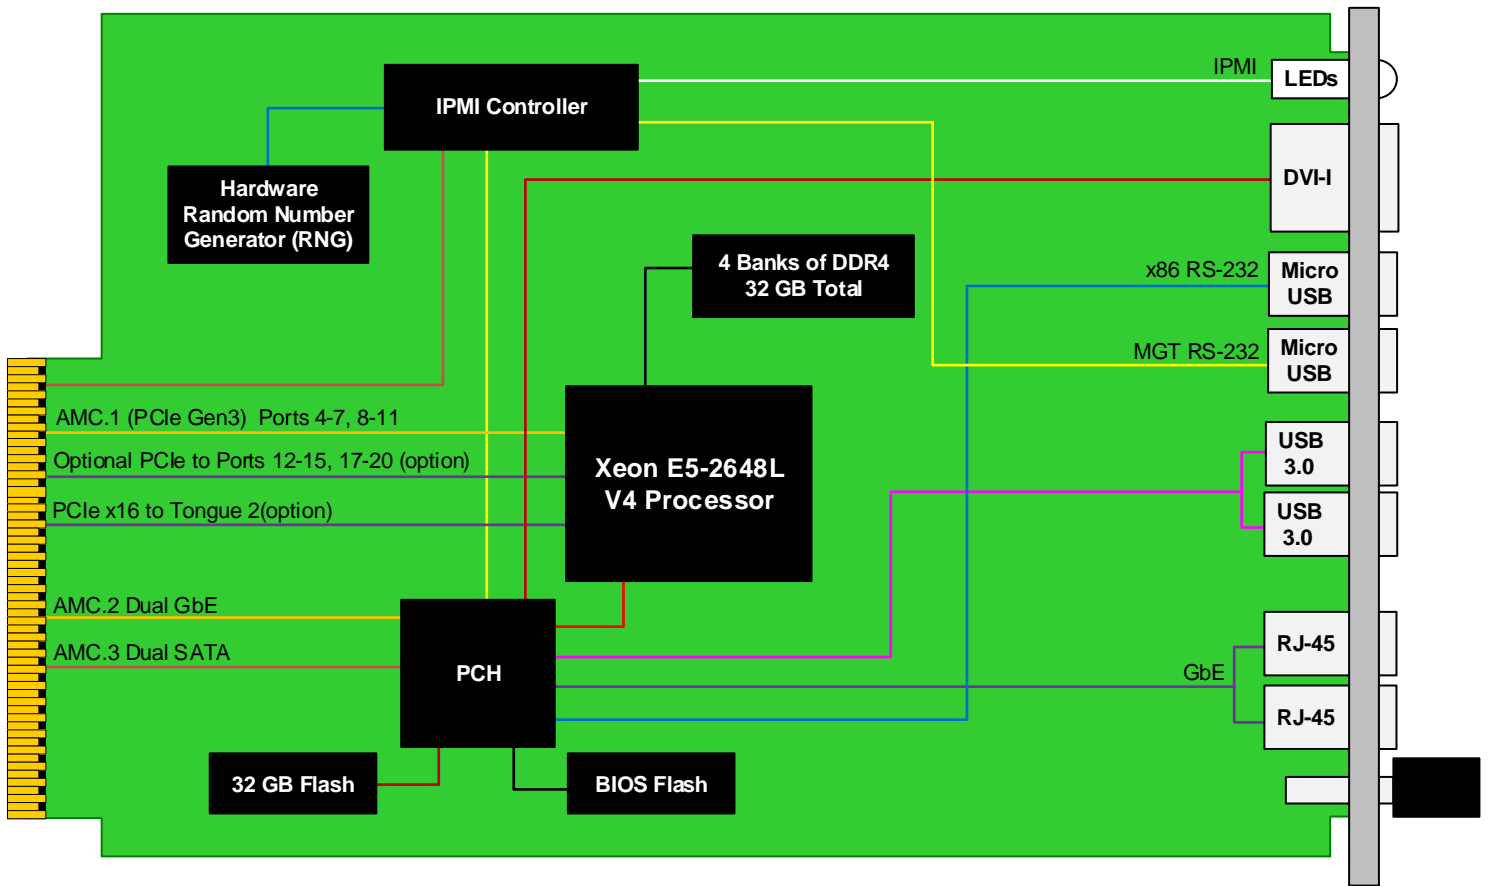 IPMI
LEDs
IPMI Controller
DVI-I
Hardware
Random Number
Generator (RNG)
4 Banks of DDR4
32 GB Total
x86 RS-232
Micro
USB
MGT RS-232
Micro
USB
AMC.1 (PCIe Gen3)  Ports 4-7, 8-11
Optional PCIe to Ports 12-15, 17-20 (option)
PCIe x16 to Tongue 2(option)
Xeon E5-2648L
V4 Processor
USB
3.0
USB
3.0
AMC.2 Dual GbE
AMC.3 Dual SATA
PCH
GbE
RJ-45
RJ-45
32 GB Flash
BIOS Flash